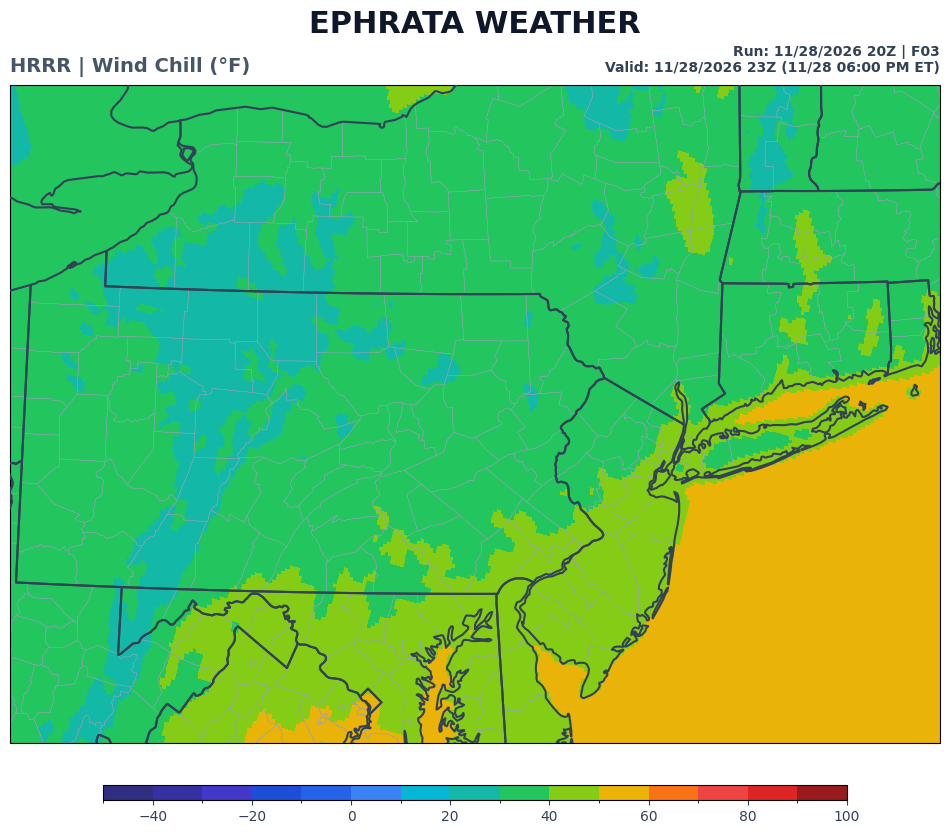 EPHRATA WEATHER
HRRR | Wind Chill (°F)
Run: 11/28/2026 20Z | F03
Valid: 11/28/2026 23Z (11/28 06:00 PM ET)
−40 −20 0 20 40 60 80 100